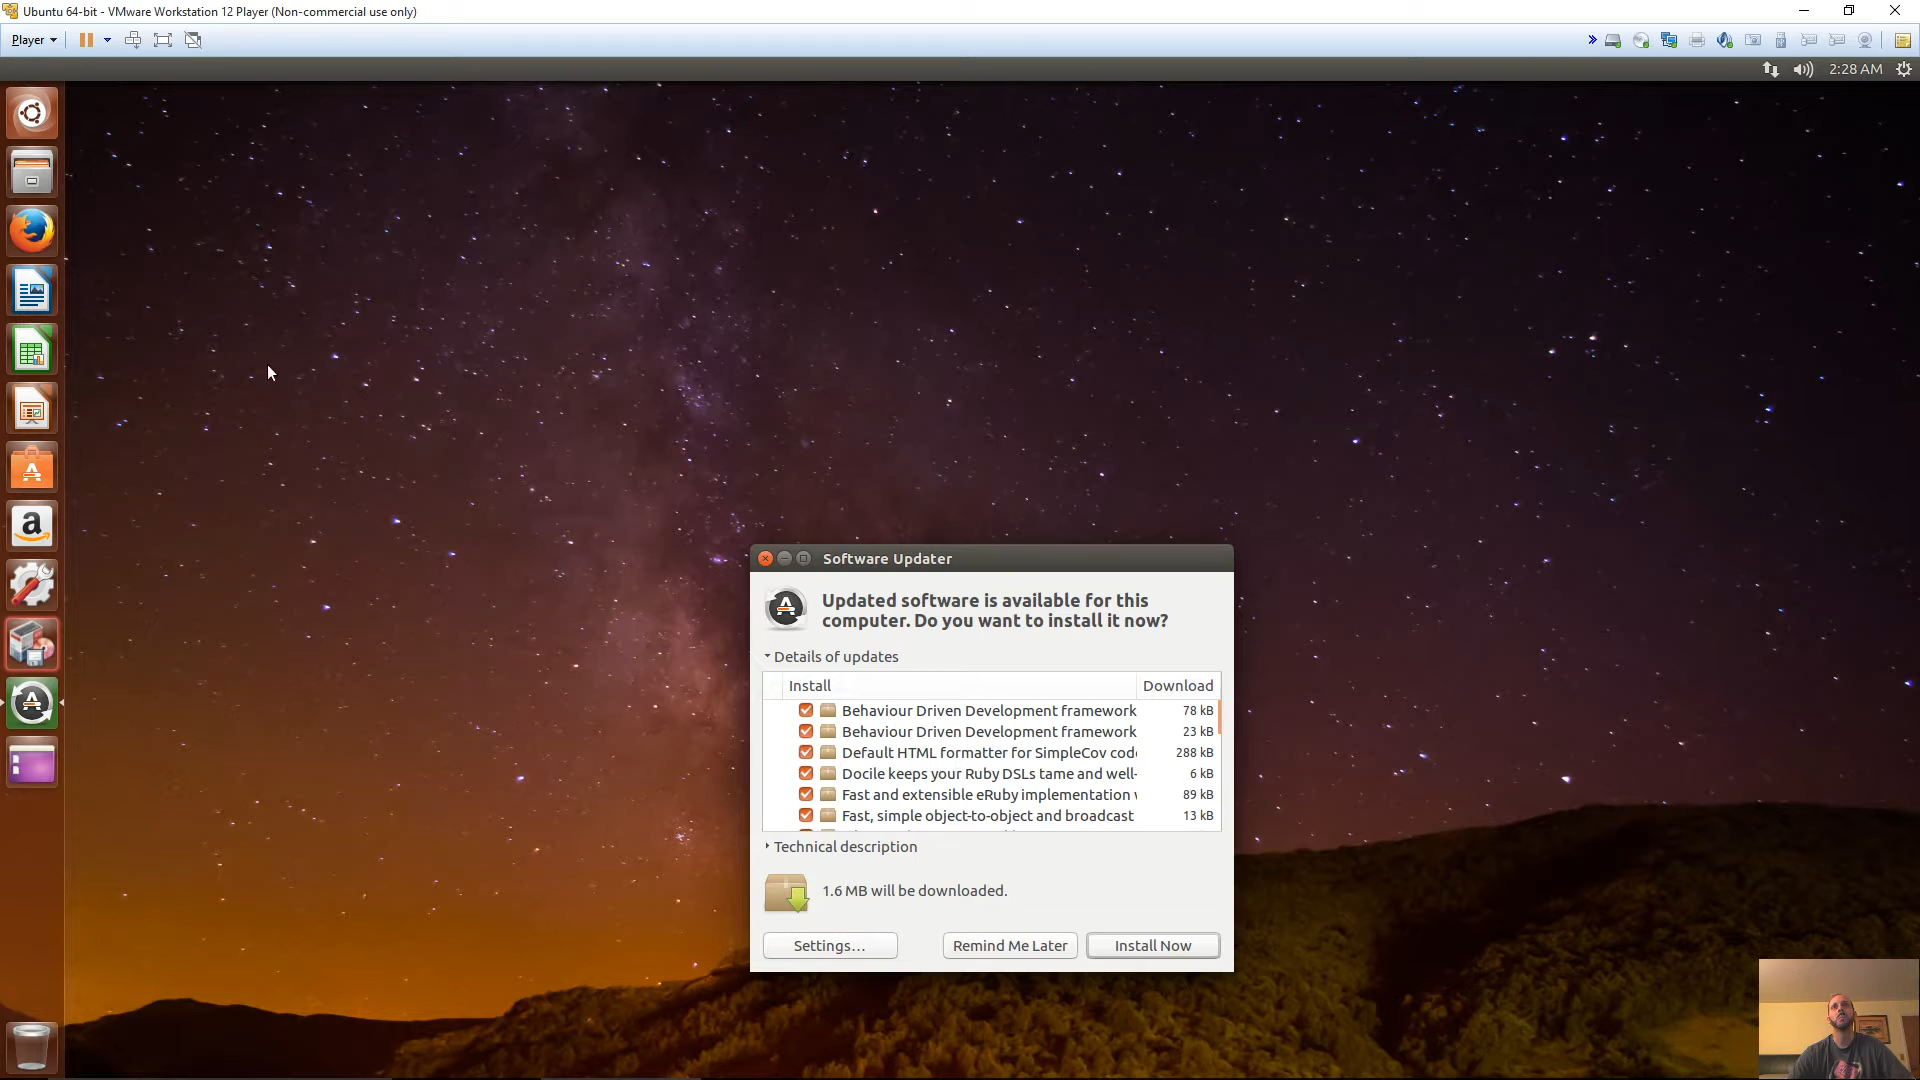 Ubuntu 64-bit - VMware Workstation 12 Player (Non-commercial use only)
Player
2:28 AM
Software Updater
Updated software is available for this
computer. Do you want to install it now?
Details of updates
Install Download
Behaviour Driven Development framework 78 kB
Behaviour Driven Development framework 23 kB
Default HTML formatter for SimpleCov code 288 kB
Docile keeps your Ruby DSLs tame and well- 6 kB
Fast and extensible eRuby implementation 89 kB
Fast, simple object-to-object and broadcast 13 kB
Technical description
1.6 MB will be downloaded.
Settings... Remind Me Later Install Now